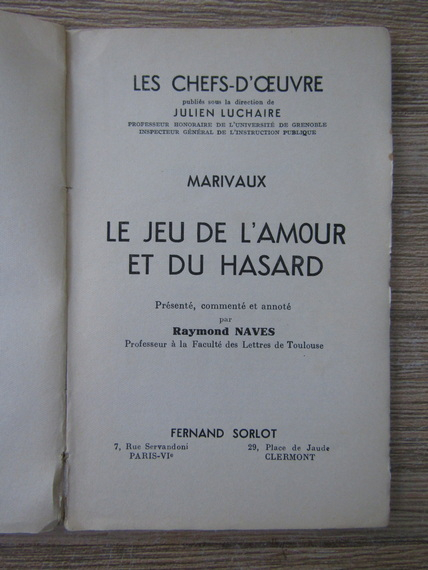 LES CHEFS-D'ŒUVRE
publiés sous la direction de
JULIEN LUCHAIRE
PROFESSEUR HONORAIRE DE L'UNIVERSITÉ DE GRENOBLE
INSPECTEUR GÉNÉRAL DE L'INSTRUCTION PUBLIQUE
MARIVAUX
LE JEU DE L'AMOUR
ET DU HASARD
Présenté, commenté et annoté
par
Raymond NAVES
Professeur à la Faculté des Lettres de Toulouse
FERNAND SORLOT
7, Rue Servandoni 29, Place de Jaude
PARIS-VIe CLERMONT